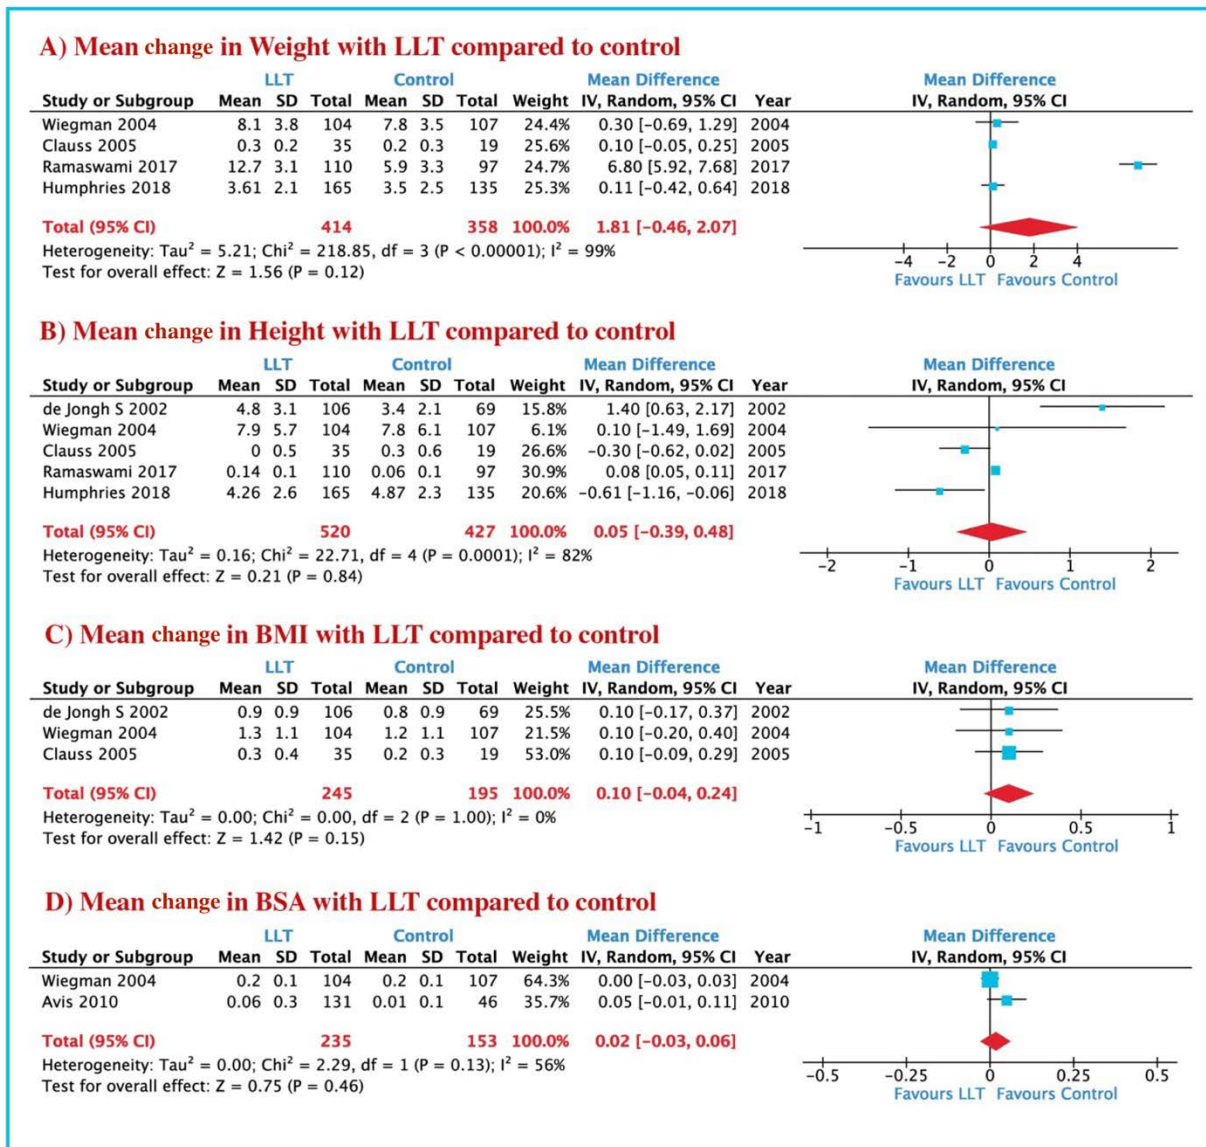 A) Mean change in Weight with LLT compared to control
LLT Control Mean Difference Mean Difference
Study or Subgroup Mean SD Total Mean SD Total Weight IV, Random, 95% CI Year IV, Random, 95% CI
Wiegman 2004 8.1 3.8 104 7.8 3.5 107 24.4% 0.30 [-0.69, 1.29] 2004
Clauss 2005 0.3 0.2 35 0.2 0.3 19 25.6% 0.10 [-0.05, 0.25] 2005
Ramaswami 2017 12.7 3.1 110 5.9 3.3 97 24.7% 6.80 [5.92, 7.68] 2017
Humphries 2018 3.61 2.1 165 3.5 2.5 135 25.3% 0.11 [-0.42, 0.64] 2018
Total (95% CI) 414 358 100.0% 1.81 [-0.46, 2.07]
Heterogeneity: Tau² = 5.21; Chi² = 218.85, df = 3 (P < 0.00001); I² = 99%
Test for overall effect: Z = 1.56 (P = 0.12)
-4 -2 0 2 4
Favours LLT Favours Control
B) Mean change in Height with LLT compared to control
LLT Control Mean Difference Mean Difference
Study or Subgroup Mean SD Total Mean SD Total Weight IV, Random, 95% CI Year IV, Random, 95% CI
de Jongh S 2002 4.8 3.1 106 3.4 2.1 69 15.8% 1.40 [0.63, 2.17] 2002
Wiegman 2004 7.9 5.7 104 7.8 6.1 107 6.1% 0.10 [-1.49, 1.69] 2004
Clauss 2005 0 0.5 35 0.3 0.6 19 26.6% -0.30 [-0.62, 0.02] 2005
Ramaswami 2017 0.14 0.1 110 0.06 0.1 97 30.9% 0.08 [0.05, 0.11] 2017
Humphries 2018 4.26 2.6 165 4.87 2.3 135 20.6% -0.61 [-1.16, -0.06] 2018
Total (95% CI) 520 427 100.0% 0.05 [-0.39, 0.48]
Heterogeneity: Tau² = 0.16; Chi² = 22.71, df = 4 (P = 0.0001); I² = 82%
Test for overall effect: Z = 0.21 (P = 0.84)
-2 -1 0 1 2
Favours LLT Favours Control
C) Mean change in BMI with LLT compared to control
LLT Control Mean Difference Mean Difference
Study or Subgroup Mean SD Total Mean SD Total Weight IV, Random, 95% CI Year IV, Random, 95% CI
de Jongh S 2002 0.9 0.9 106 0.8 0.9 69 25.5% 0.10 [-0.17, 0.37] 2002
Wiegman 2004 1.3 1.1 104 1.2 1.1 107 21.5% 0.10 [-0.20, 0.40] 2004
Clauss 2005 0.3 0.4 35 0.2 0.3 19 53.0% 0.10 [-0.09, 0.29] 2005
Total (95% CI) 245 195 100.0% 0.10 [-0.04, 0.24]
Heterogeneity: Tau² = 0.00; Chi² = 0.00, df = 2 (P = 1.00); I² = 0%
Test for overall effect: Z = 1.42 (P = 0.15)
-1 -0.5 0 0.5 1
Favours LLT Favours Control
D) Mean change in BSA with LLT compared to control
LLT Control Mean Difference Mean Difference
Study or Subgroup Mean SD Total Mean SD Total Weight IV, Random, 95% CI Year IV, Random, 95% CI
Wiegman 2004 0.2 0.1 104 0.2 0.1 107 64.3% 0.00 [-0.03, 0.03] 2004
Avis 2010 0.06 0.3 131 0.01 0.1 46 35.7% 0.05 [-0.01, 0.11] 2010
Total (95% CI) 235 153 100.0% 0.02 [-0.03, 0.06]
Heterogeneity: Tau² = 0.00; Chi² = 2.29, df = 1 (P = 0.13); I² = 56%
Test for overall effect: Z = 0.75 (P = 0.46)
-0.5 -0.25 0 0.25 0.5
Favours LLT Favours Control